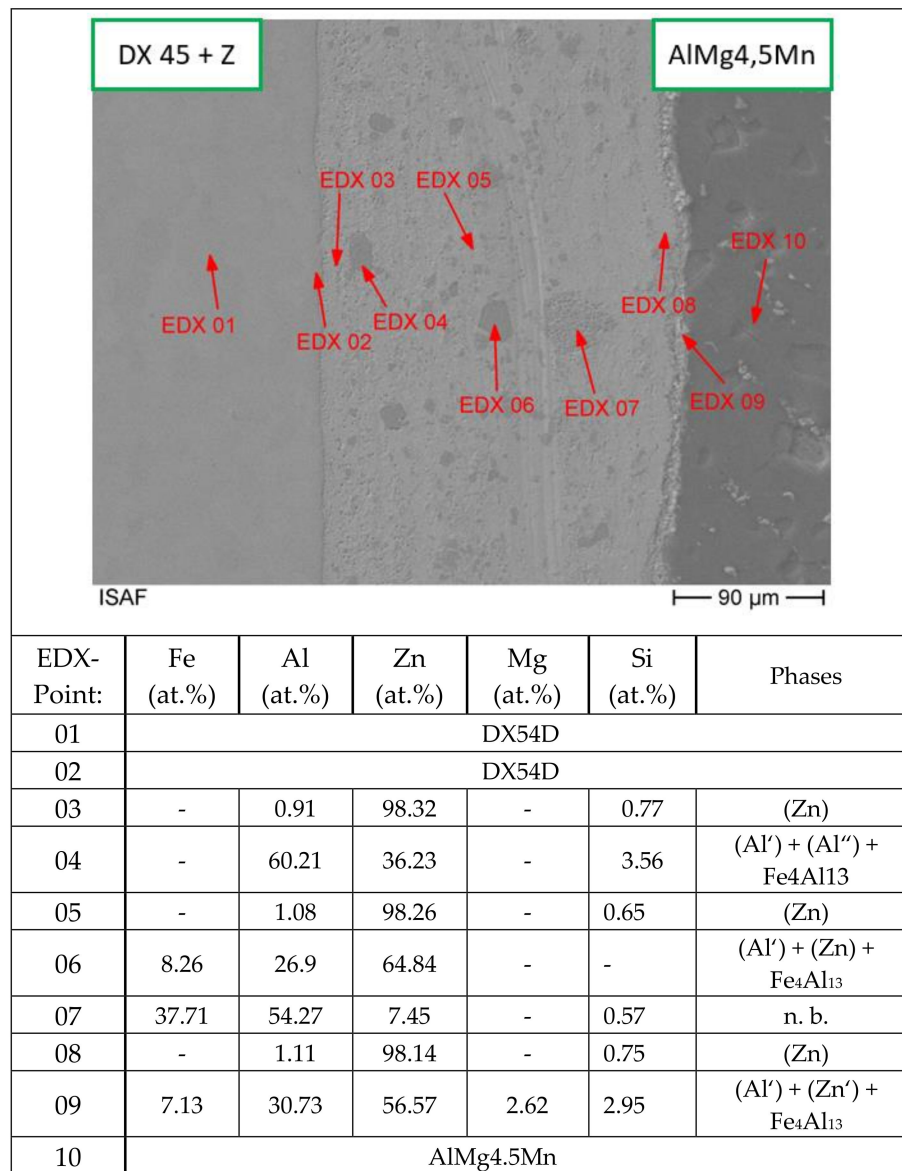 DX 45 + Z
AlMg4,5Mn
EDX 03
EDX 05
EDX 10
EDX 01
EDX 02
EDX 04
EDX 08
EDX 06
EDX 07
EDX 09
ISAF
90 µm
EDX-Point: Fe (at.%) Al (at.%) Zn (at.%) Mg (at.%) Si (at.%) Phases
01 DX54D
02 DX54D
03 - 0.91 98.32 - 0.77 (Zn)
04 - 60.21 36.23 3.56 (Al‘) + (Al“) + Fe4Al13
05 - 1.08 98.26 - 0.65 (Zn)
06 8.26 26.9 64.84 - - (Al‘) + (Zn) + Fe₄Al₁₃
07 37.71 54.27 7.45 - 0.57 n. b.
08 - 1.11 98.14 - 0.75 (Zn)
09 7.13 30.73 56.57 2.62 2.95 (Al‘) + (Zn‘) + Fe₄Al₁₃
10 AlMg4.5Mn